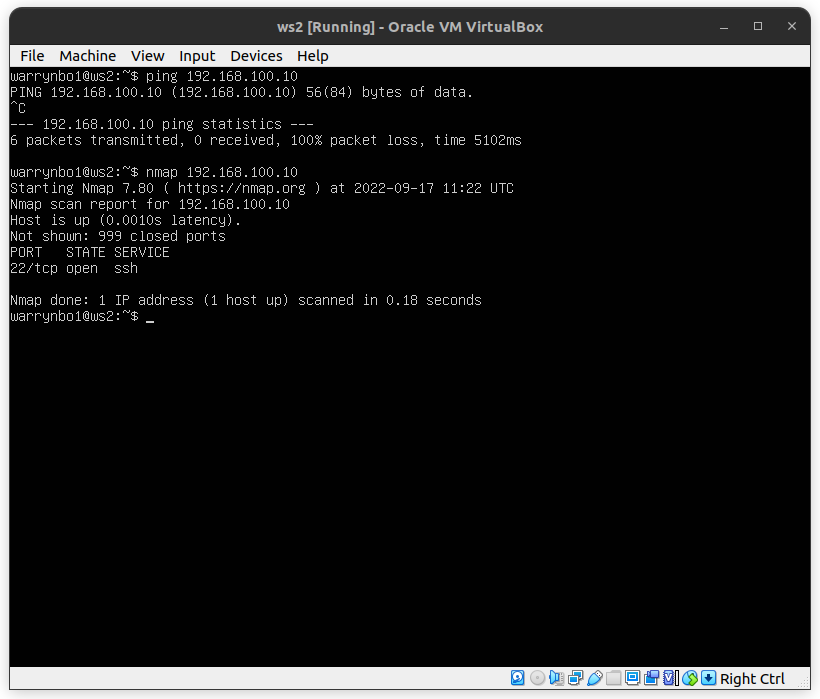 ws2 [Running] - Oracle VM VirtualBox
File Machine View Input Devices Help
warrynbo1@ws2:~$ ping 192.168.100.10
PING 192.168.100.10 (192.168.100.10) 56(84) bytes of data.
^C
--- 192.168.100.10 ping statistics ---
6 packets transmitted, 0 received, 100% packet loss, time 5102ms
warrynbo1@ws2:~$ nmap 192.168.100.10
Starting Nmap 7.80 ( https://nmap.org ) at 2022-09-17 11:22 UTC
Nmap scan report for 192.168.100.10
Host is up (0.0010s latency).
Not shown: 999 closed ports
PORT   STATE SERVICE
22/tcp open  ssh
Nmap done: 1 IP address (1 host up) scanned in 0.18 seconds
warrynbo1@ws2:~$ _
Right Ctrl